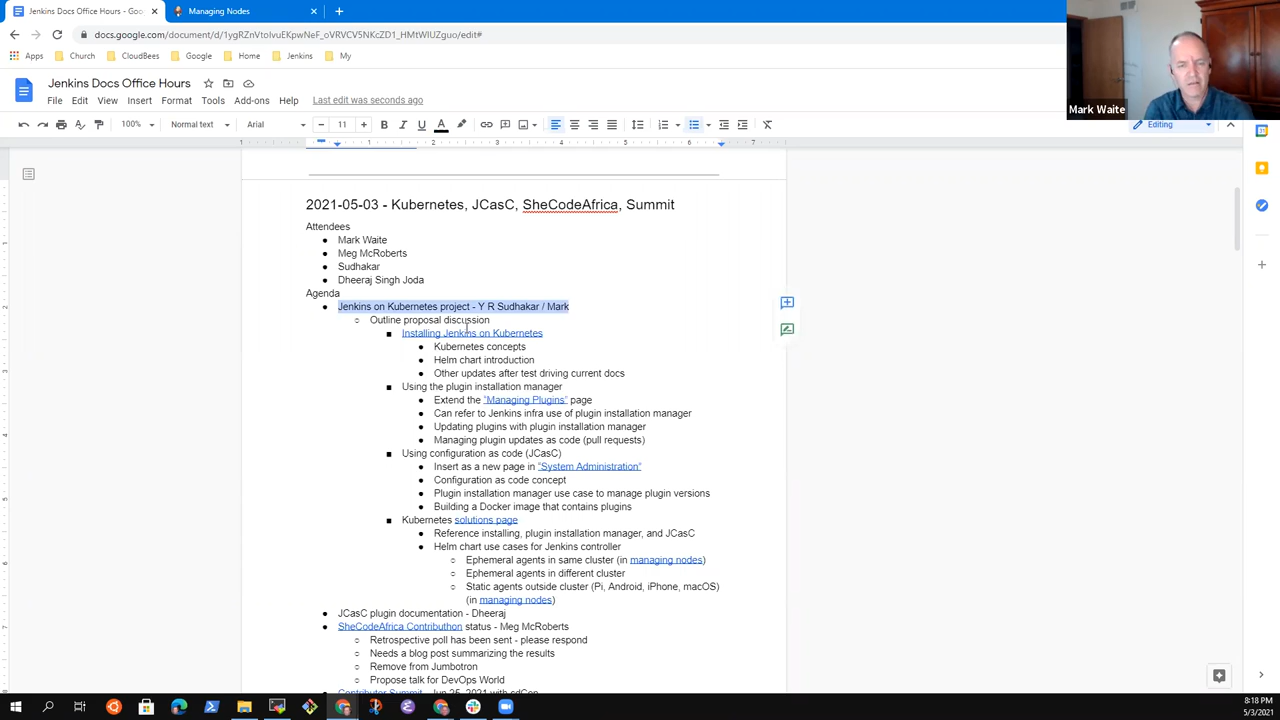 Jenkins Docs Office Hours - Goo
Managing Nodes
docs.google.com/document/d/1ygRZnVtoIvuEKpwNeF_oVRVCV5NKcZD1_HMtWIUZguo/edit#
Apps
Church
CloudBees
Google
Home
Jenkins
My
Mark Waite
Jenkins Docs Office Hours
File Edit View Insert Format Tools Add-ons Help Last edit was seconds ago
100% Normal text Arial 11 Editing
2021-05-03 - Kubernetes, JCasC, SheCodeAfrica, Summit
Attendees
● Mark Waite
● Meg McRoberts
● Sudhakar
● Dheeraj Singh Joda
Agenda
● Jenkins on Kubernetes project - Y R Sudhakar / Mark
○ Outline proposal discussion
■ Installing Jenkins on Kubernetes
● Kubernetes concepts
● Helm chart introduction
● Other updates after test driving current docs
■ Using the plugin installation manager
● Extend the "Managing Plugins" page
● Can refer to Jenkins infra use of plugin installation manager
● Updating plugins with plugin installation manager
● Managing plugin updates as code (pull requests)
■ Using configuration as code (JCasC)
● Insert as a new page in "System Administration"
● Configuration as code concept
● Plugin installation manager use case to manage plugin versions
● Building a Docker image that contains plugins
■ Kubernetes solutions page
● Reference installing, plugin installation manager, and JCasC
● Helm chart use cases for Jenkins controller
○ Ephemeral agents in same cluster (in managing nodes)
○ Ephemeral agents in different cluster
○ Static agents outside cluster (Pi, Android, iPhone, macOS)
(in managing nodes)
● JCasC plugin documentation - Dheeraj
● SheCodeAfrica Contributhon status - Meg McRoberts
○ Retrospective poll has been sent - please respond
○ Needs a blog post summarizing the results
○ Remove from Jumbotron
○ Propose talk for DevOps World
● Contributor Summit - Jun 25, 2021 with cdCon
8:18 PM
5/3/2021